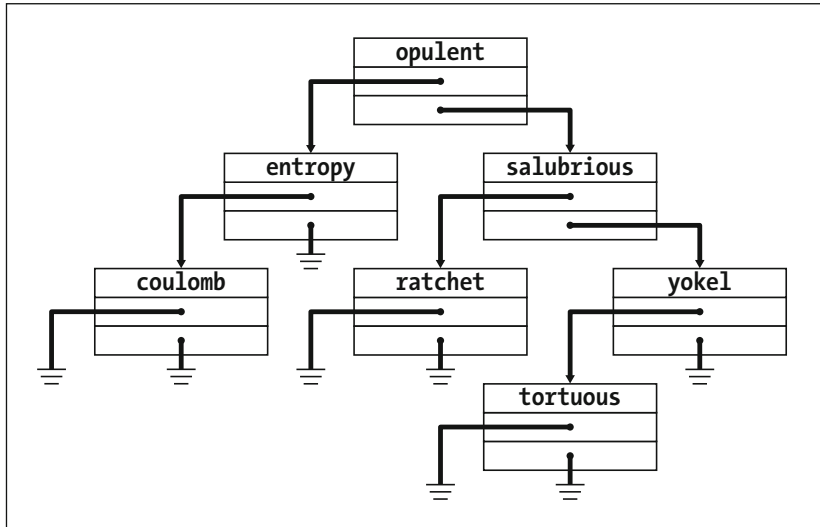 opulent
entropy salubrious
coulomb ratchet yokel
tortuous